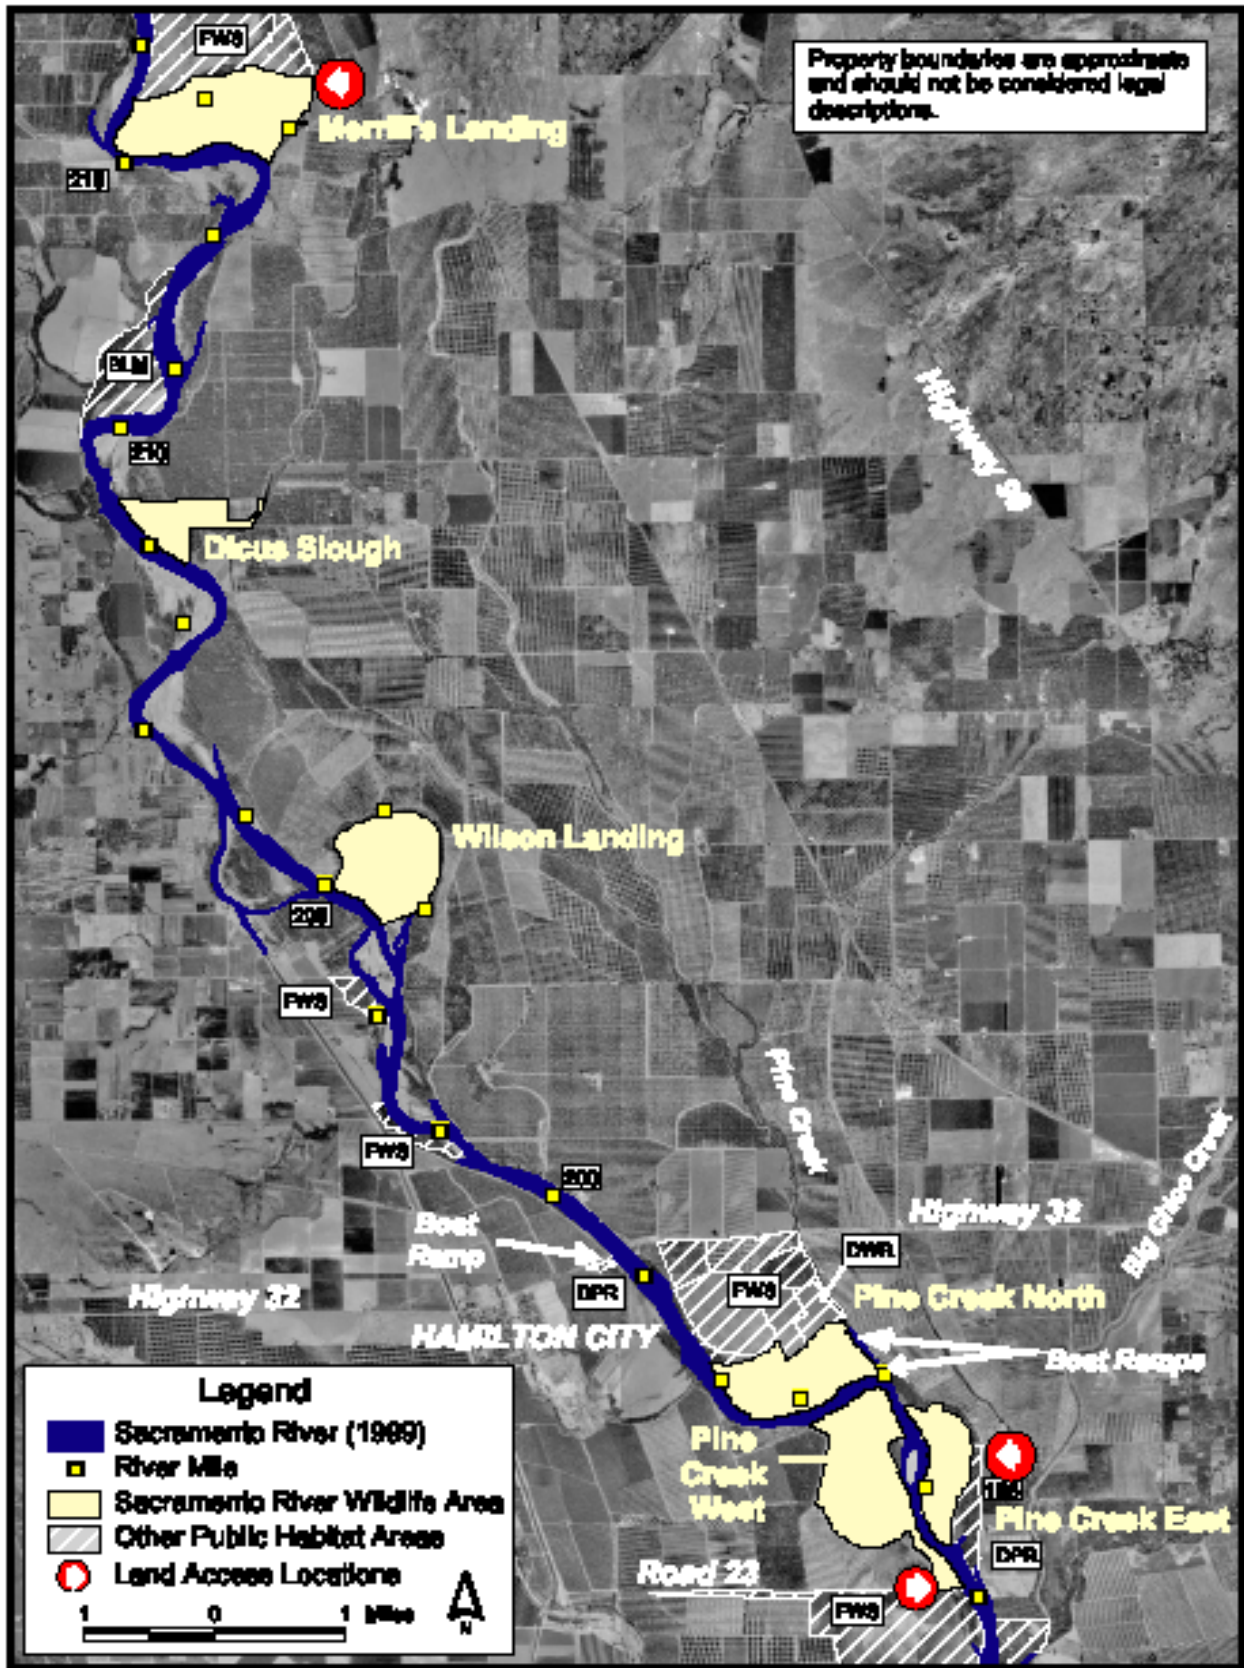 FWS
Property boundaries are approximate
and should not be considered legal
descriptions.
Merrill's Landing
BLM
210
Highway 99
Dicus Slough
Wilson Landing
FWS
Pine Creek
FWS
200
Highway 32
Big Chico Creek
Boat
Ramp
DWR
DPR
FWS
Pine Creek North
Highway 32
HAMILTON CITY
Boat Ramps
Pine
Creek
West
Pine Creek East
DPR
Road 23
FWS
Legend
Sacramento River (1999)
River Mile
Sacramento River Wildlife Area
Other Public Habitat Areas
Land Access Locations
1 0 1 Miles
N